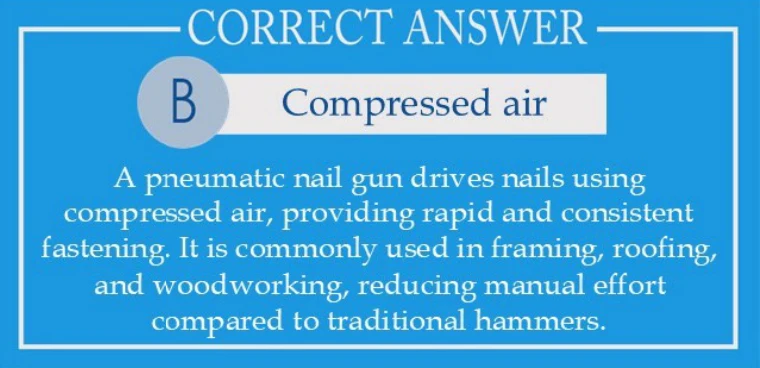 CORRECT ANSWER
B
Compressed air
A pneumatic nail gun drives nails using
compressed air, providing rapid and consistent
fastening. It is commonly used in framing, roofing,
and woodworking, reducing manual effort
compared to traditional hammers.